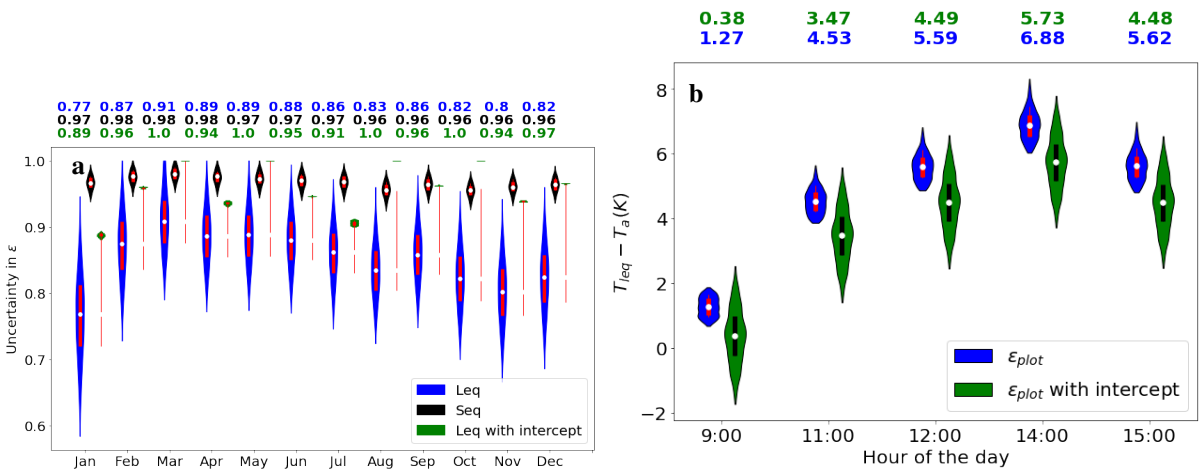 0.77 0.87 0.91 0.89 0.89 0.88 0.86 0.83 0.86 0.82 0.8 0.82
0.97 0.98 0.98 0.98 0.97 0.97 0.97 0.96 0.96 0.96 0.96 0.96
0.89 0.96 1.0 0.94 1.0 0.95 0.91 1.0 0.96 1.0 0.94 0.97
a
1.0
0.9
0.8
0.7
0.6
Uncertainty in ε
Leq
Seq
Leq with intercept
Jan Feb Mar Apr May Jun Jul Aug Sep Oct Nov Dec
0.38 3.47 4.49 5.73 4.48
1.27 4.53 5.59 6.88 5.62
b
8
6
4
2
0
−2
T_leq − T_a (K)
ε_plot
ε_plot with intercept
9:00 11:00 12:00 14:00 15:00
Hour of the day